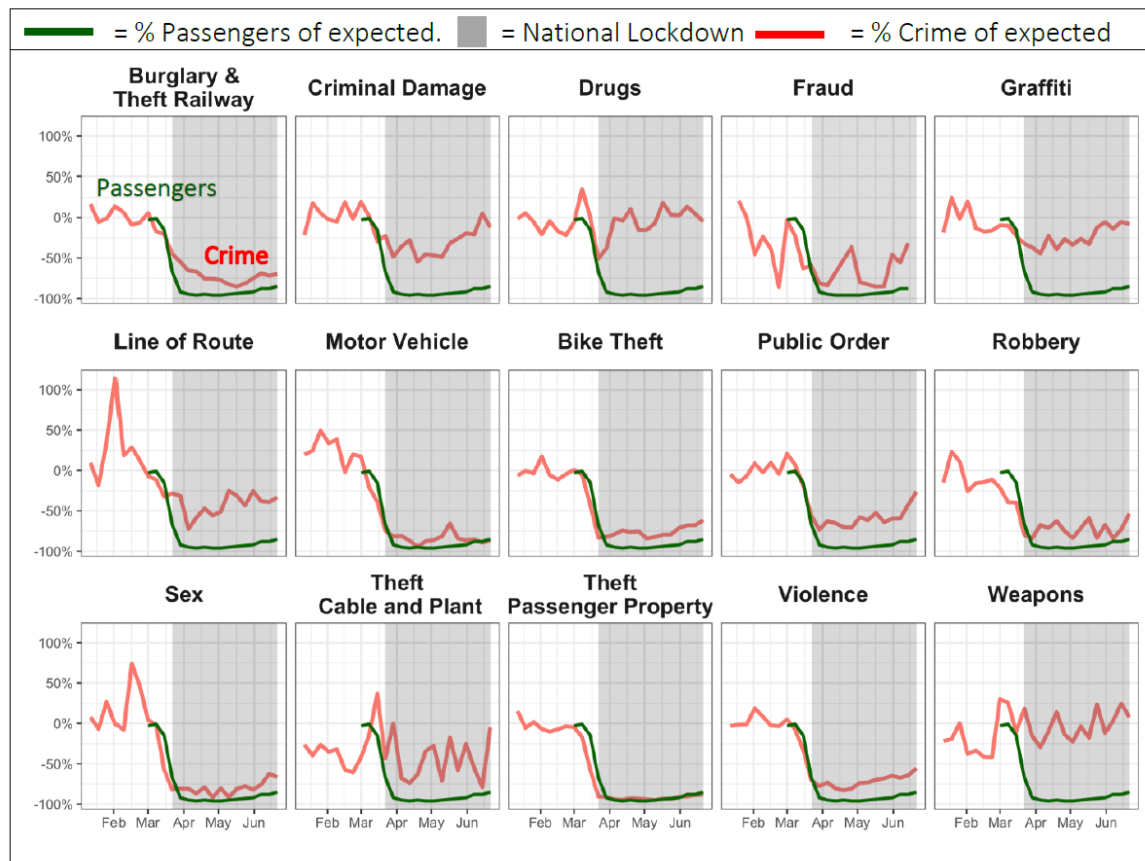 = % Passengers of expected. = National Lockdown = % Crime of expected
Burglary &
Theft Railway
Criminal Damage
Drugs
Fraud
Graffiti
100%
50%
0%
-50%
-100%
Passengers
Crime
Line of Route
Motor Vehicle
Bike Theft
Public Order
Robbery
100%
50%
0%
-50%
-100%
Sex
Theft
Cable and Plant
Theft
Passenger Property
Violence
Weapons
100%
50%
0%
-50%
-100%
Feb Mar Apr May Jun
Feb Mar Apr May Jun
Feb Mar Apr May Jun
Feb Mar Apr May Jun
Feb Mar Apr May Jun